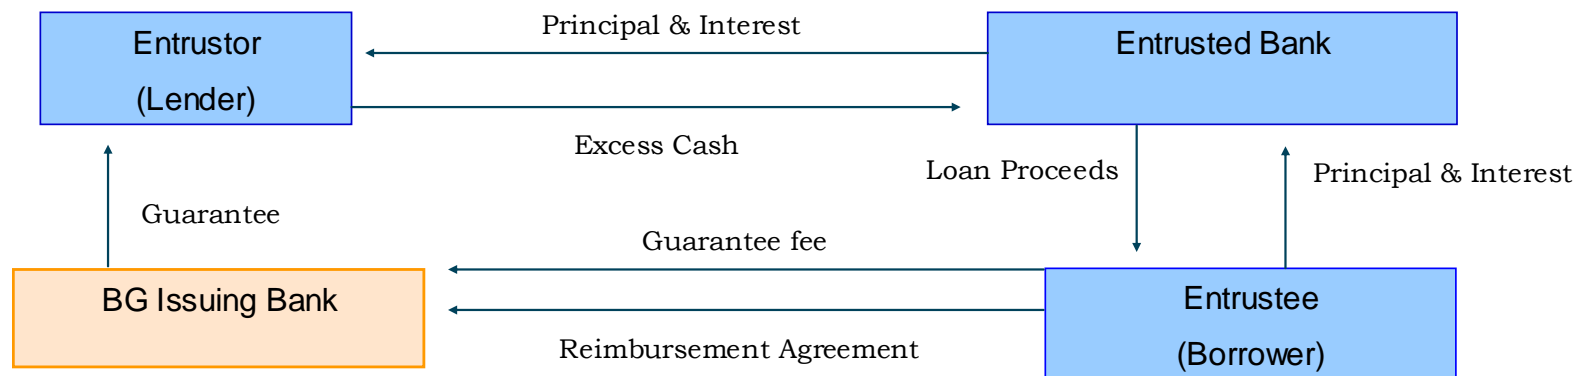 Principal & Interest
Entrustor
(Lender)
Entrusted Bank
Excess Cash
Loan Proceeds
Principal & Interest
Guarantee
Guarantee fee
BG Issuing Bank
Entrustee
(Borrower)
Reimbursement Agreement